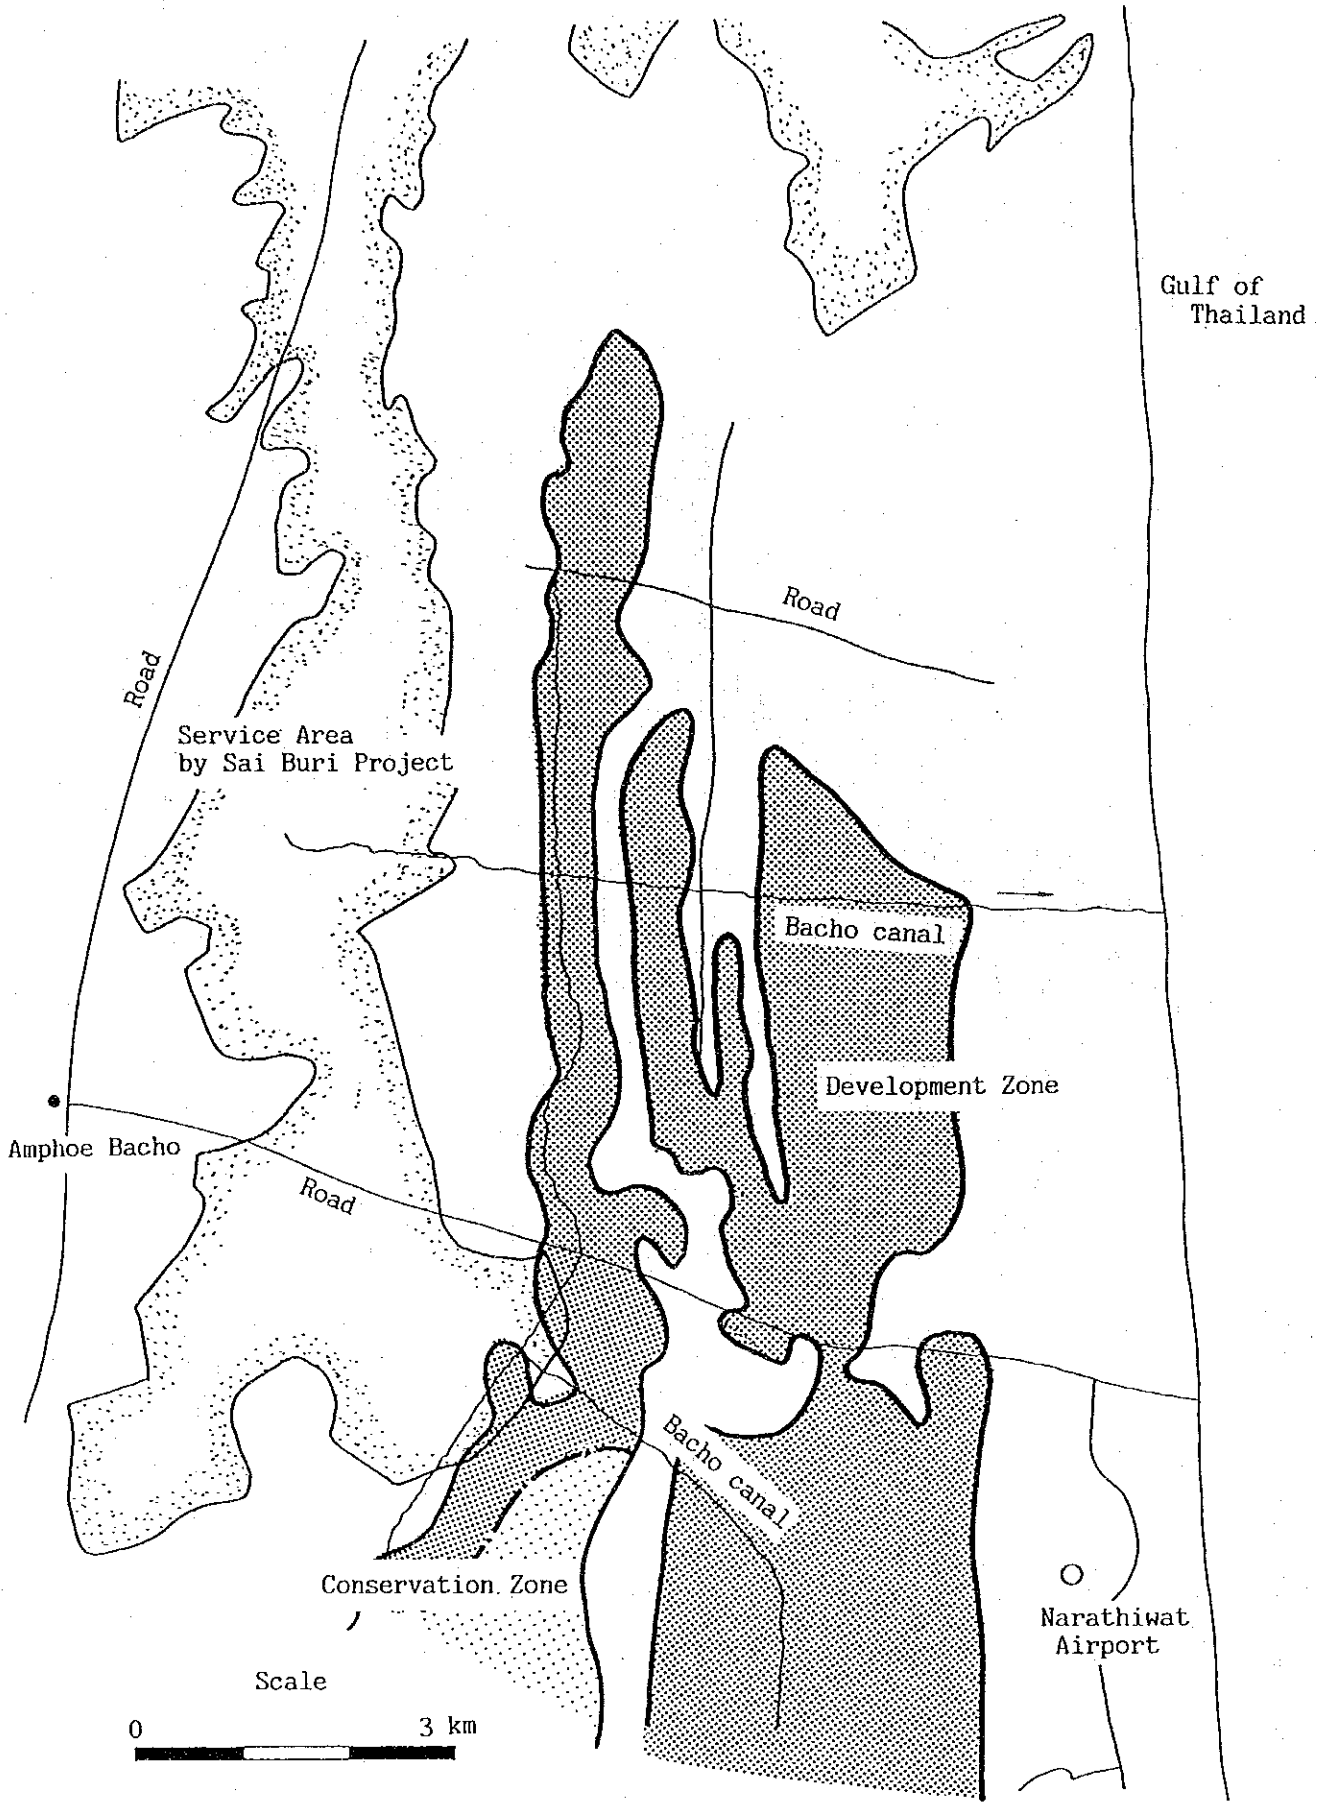 Gulf of
Thailand
Road
Road
Service Area
by Sai Buri Project
Bacho canal
Development Zone
Amphoe Bacho
Road
Bacho canal
Conservation Zone
Narathiwat
Airport
Scale
0 3 km